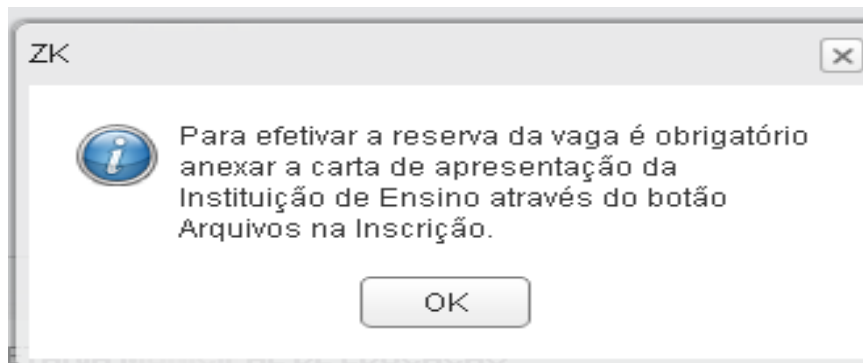 ZK
Para efetivar a reserva da vaga é obrigatório
anexar a carta de apresentação da
Instituição de Ensino através do botão
Arquivos na Inscrição.
OK